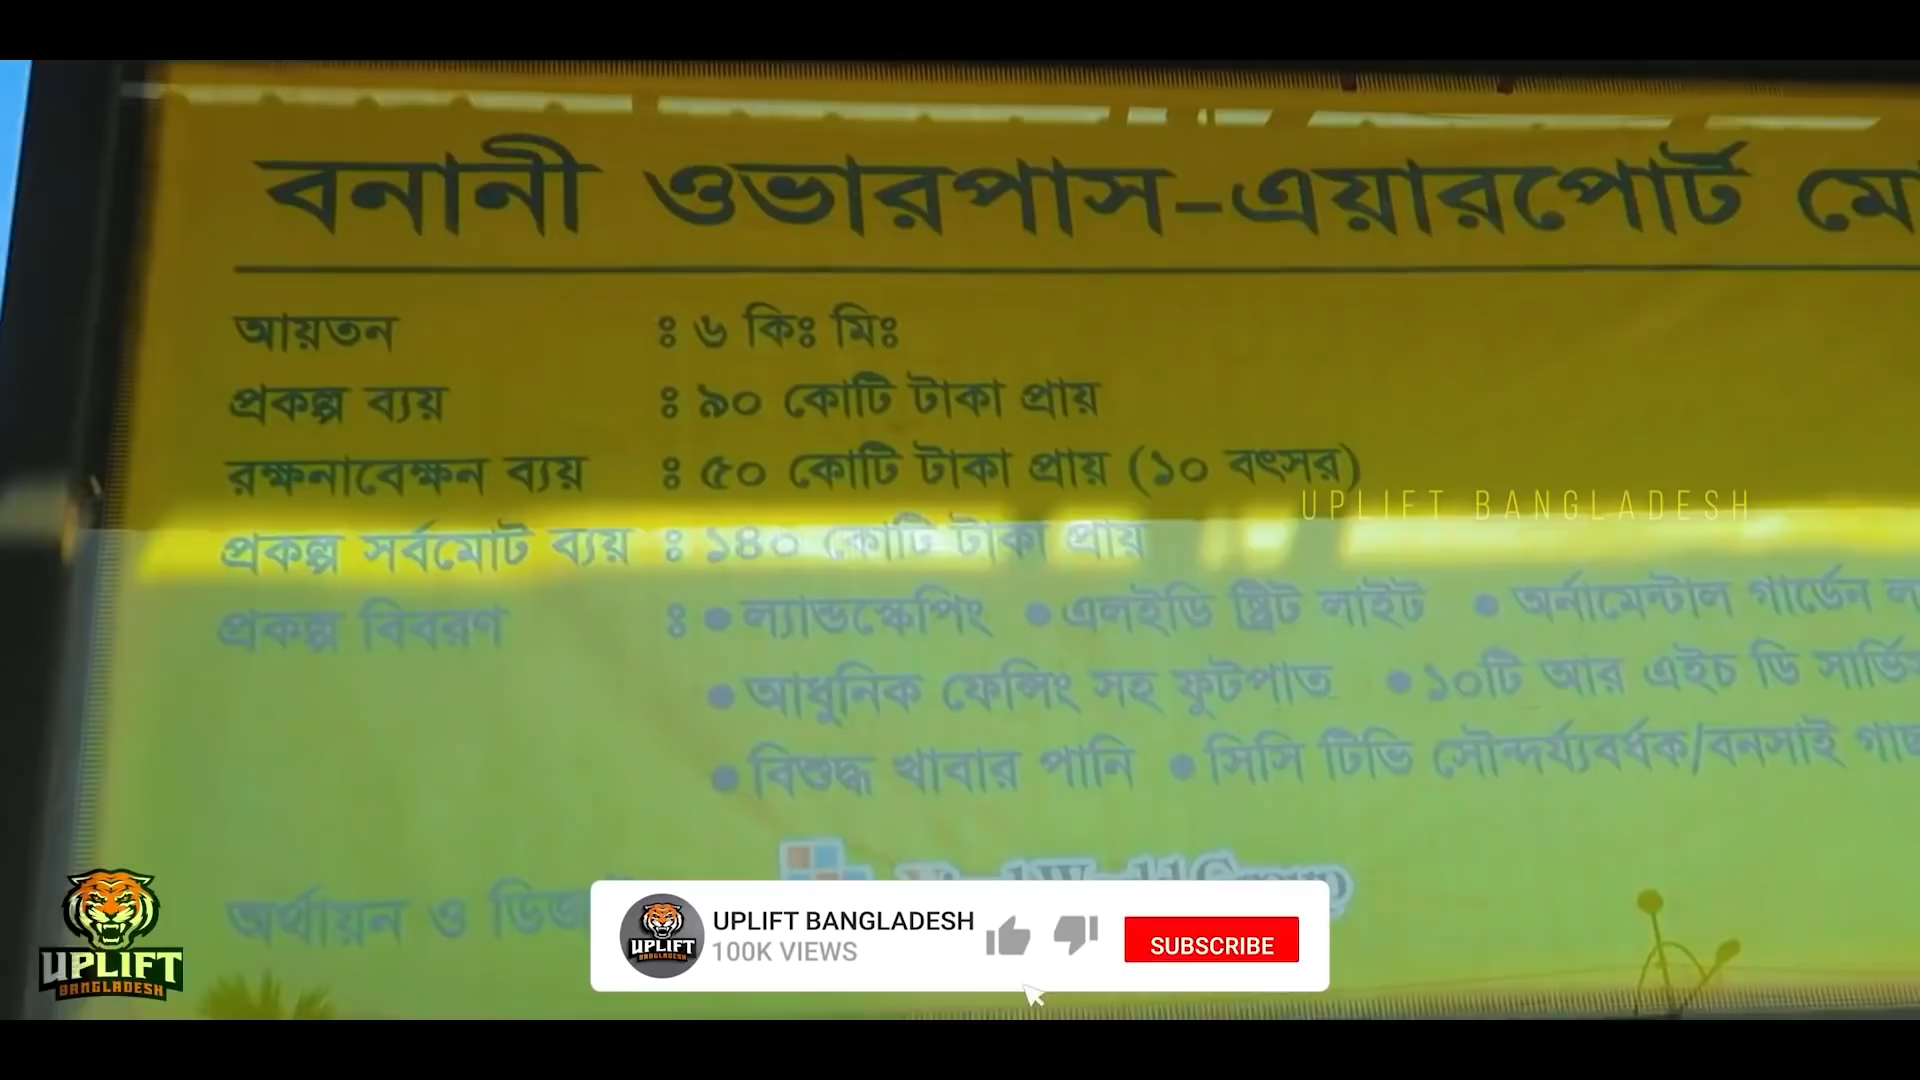 বনানী ওভারপাস-এয়ারপোর্ট
আয়তন : ৬ কিঃ মিঃ
প্রকল্প ব্যয় : ৯০ কোটি টাকা প্রায়
রক্ষনাবেক্ষন ব্যয় : ৫০ কোটি টাকা প্রায় (১০ বৎসর)
UPLIFT BANGLADESH
প্রকল্প সর্বমোট ব্যয় : ১৪০ কোটি টাকা প্রায়
প্রকল্প বিবরণ : • ল্যান্ডস্কেপিং • এলইডি ষ্ট্রিট লাইট • অর্নামেন্টাল গার্ডেন
• আধুনিক ফেন্সিং সহ ফুটপাত • ১০টি আর এইচ ডি
• বিশুদ্ধ খাবার পানি • সিসি টিভি সৌন্দর্য্যবর্ধক/বনসাই
অর্থায়ন ও
UPLIFT BANGLADESH
100K VIEWS
SUBSCRIBE
UPLIFT
BANGLADESH
UPLIFT
BANGLADESH